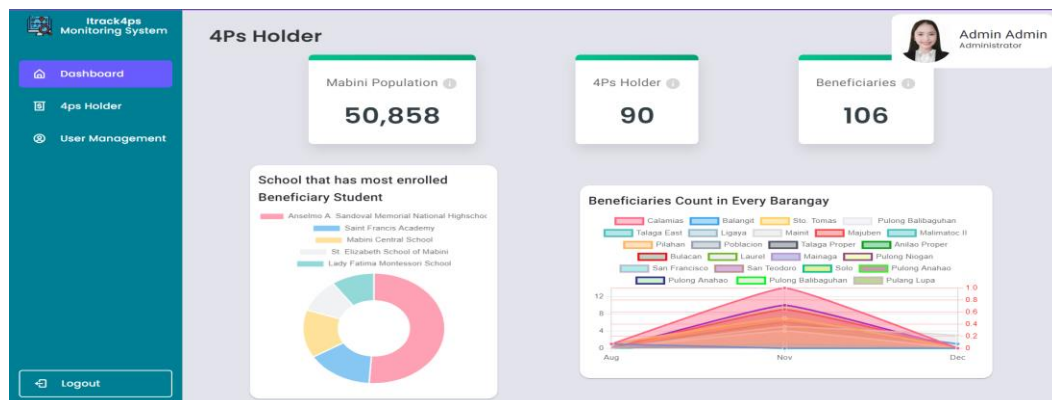 Itrack4ps
Monitoring System
Dashboard
4ps Holder
User Management
Logout
4Ps Holder
Admin Admin
Administrator
Mabini Population
50,858
4Ps Holder
90
Beneficiaries
106
School that has most enrolled
Beneficiary Student
Anselmo A. Sandoval Memorial National Highschoo
Saint Francis Academy
Mabini Central School
St. Elizabeth School of Mabini
Lady Fatima Montessori School
Beneficiaries Count in Every Barangay
Calamias Balangit Sto. Tomas Pulong Balibaguhan
Talaga East Ligaya Mainit Majuben Malimatoc II
Pilahan Poblacion Talaga Proper Anilao Proper
Bulacan Laurel Mainaga Pulong Niogan
San Francisco San Teodoro Solo Pulong Anahao
Pulong Anahao Pulong Balibaguhan Pulang Lupa
12
8
4
0
1.0
0.8
0.6
0.4
0.2
0
Aug Nov Dec